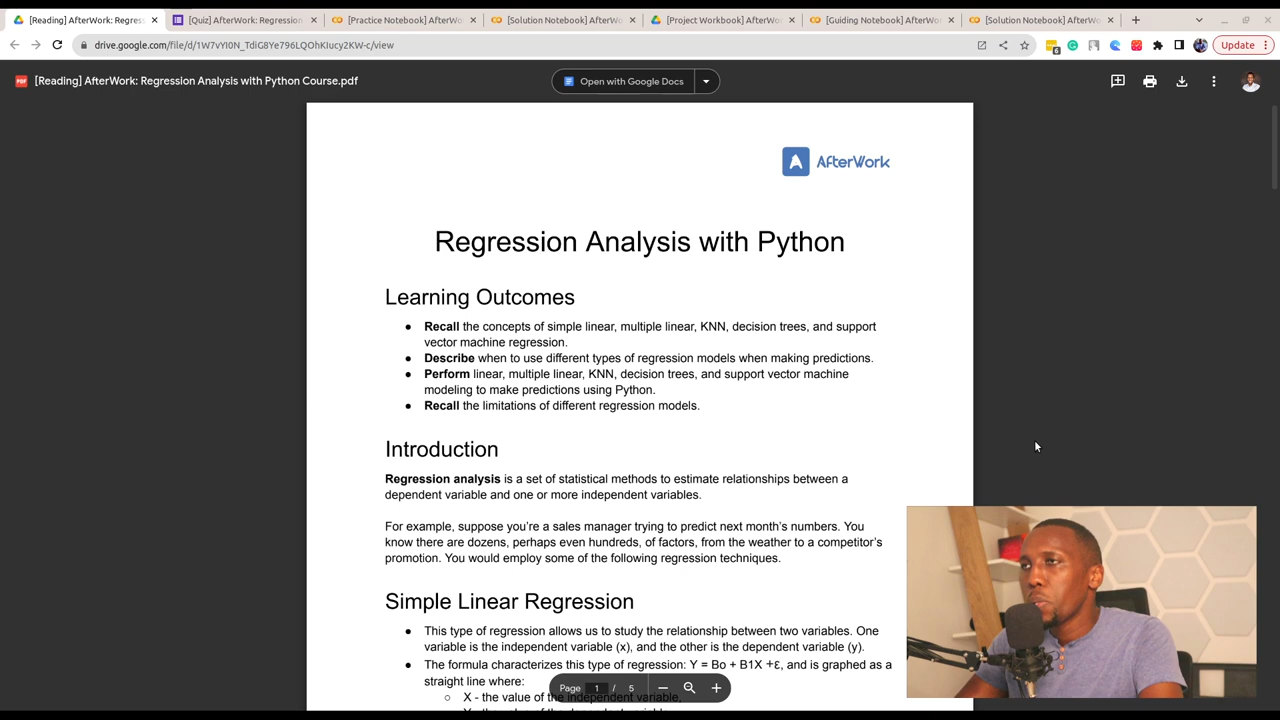 [Reading] AfterWork: Regres
[Quiz] AfterWork: Regression
[Practice Notebook] AfterWo
[Solution Notebook] AfterWo
[Project Workbook] AfterWo
[Guiding Notebook] AfterWo
[Solution Notebook] AfterWo
drive.google.com/file/d/1W7vYI0N_TdiG8Ye796LQOhKIucy2KW-c/view
6
Update
PDF
[Reading] AfterWork: Regression Analysis with Python Course.pdf
Open with Google Docs
A AfterWork
Regression Analysis with Python
Learning Outcomes
● Recall the concepts of simple linear, multiple linear, KNN, decision trees, and support
vector machine regression.
● Describe when to use different types of regression models when making predictions.
● Perform linear, multiple linear, KNN, decision trees, and support vector machine
modeling to make predictions using Python.
● Recall the limitations of different regression models.
Introduction
Regression analysis is a set of statistical methods to estimate relationships between a
dependent variable and one or more independent variables.
For example, suppose you're a sales manager trying to predict next month's numbers. You
know there are dozens, perhaps even hundreds, of factors, from the weather to a competitor's
promotion. You would employ some of the following regression techniques.
Simple Linear Regression
● This type of regression allows us to study the relationship between two variables. One
variable is the independent variable (x), and the other is the dependent variable (y).
● The formula characterizes this type of regression: Y = Bo + B1X +ε, and is graphed as a
straight line where:
○ X - the value of the independent variable,
Page 1 / 5